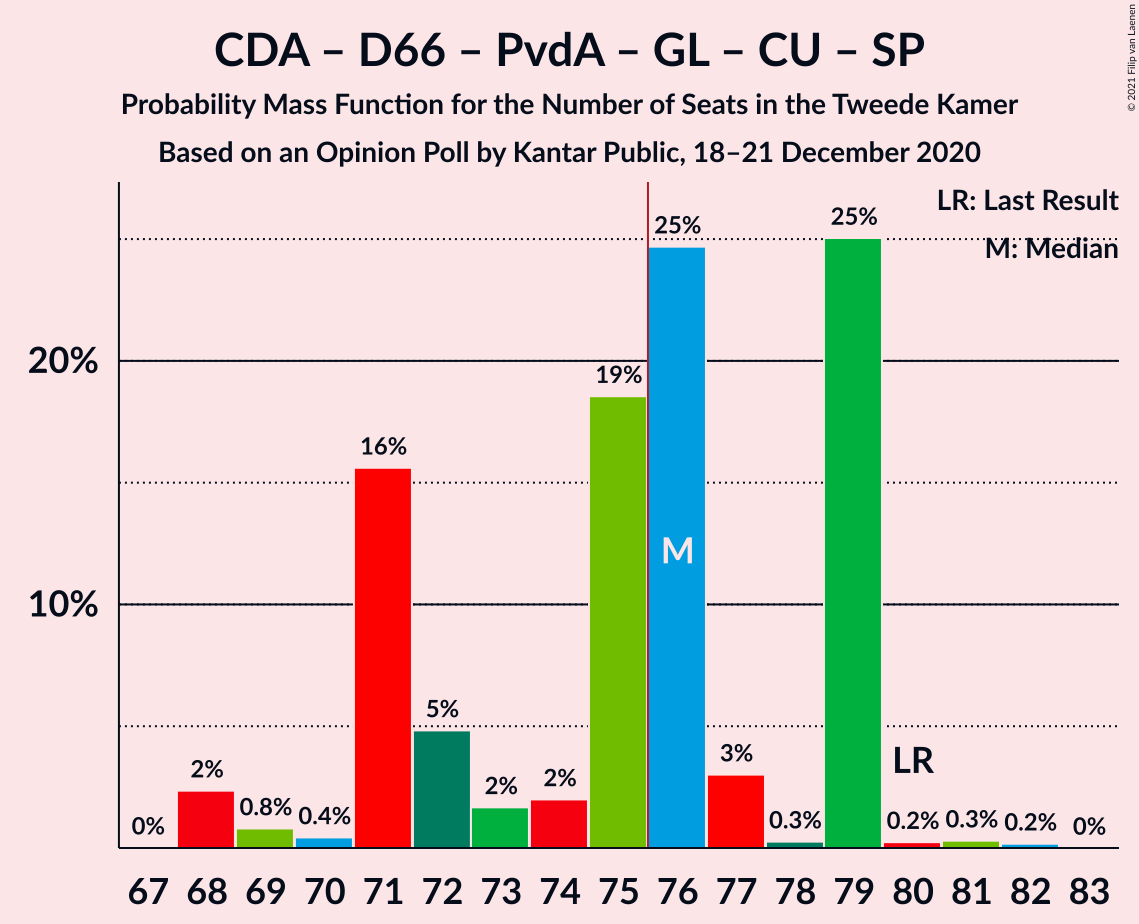 CDA – D66 – PvdA – GL – CU – SP
Probability Mass Function for the Number of Seats in the Tweede Kamer
Based on an Opinion Poll by Kantar Public, 18–21 December 2020
© 2021 Filip van Laenen
LR: Last Result
M: Median
20%
10%
0%
2%
0.8%
0.4%
16%
5%
2%
2%
19%
25%
M
3%
0.3%
25%
LR
0.2%
0.3%
0.2%
0%
67 68 69 70 71 72 73 74 75 76 77 78 79 80 81 82 83